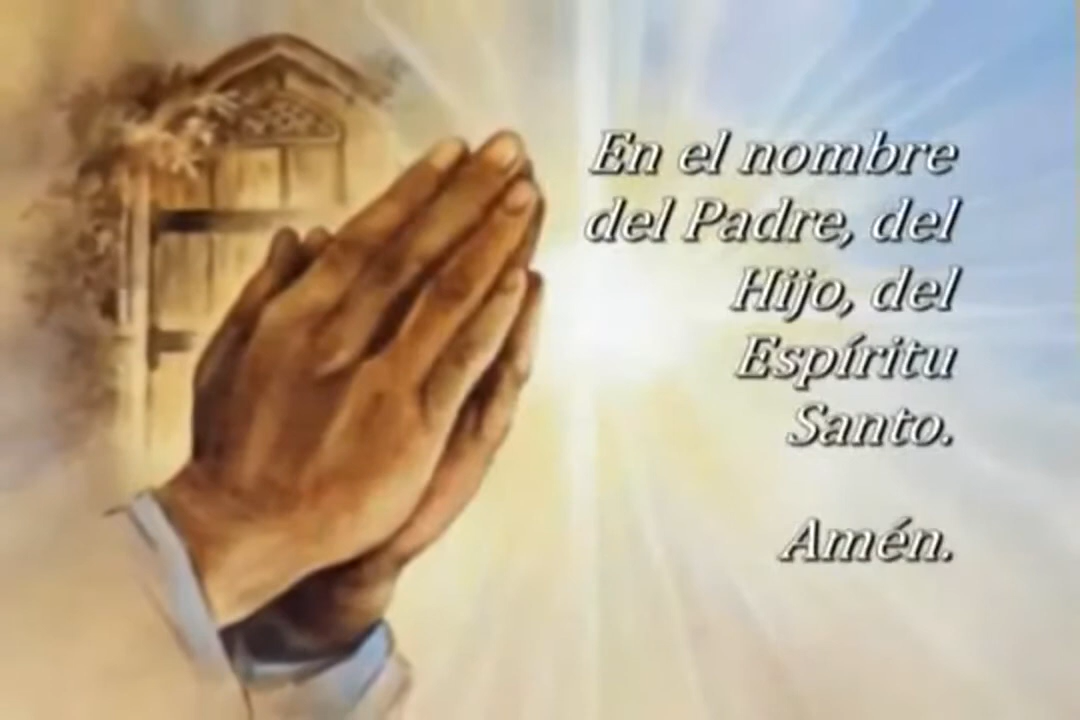 En el nombre
del Padre, del
Hijo, del
Espíritu
Santo.
Amén.